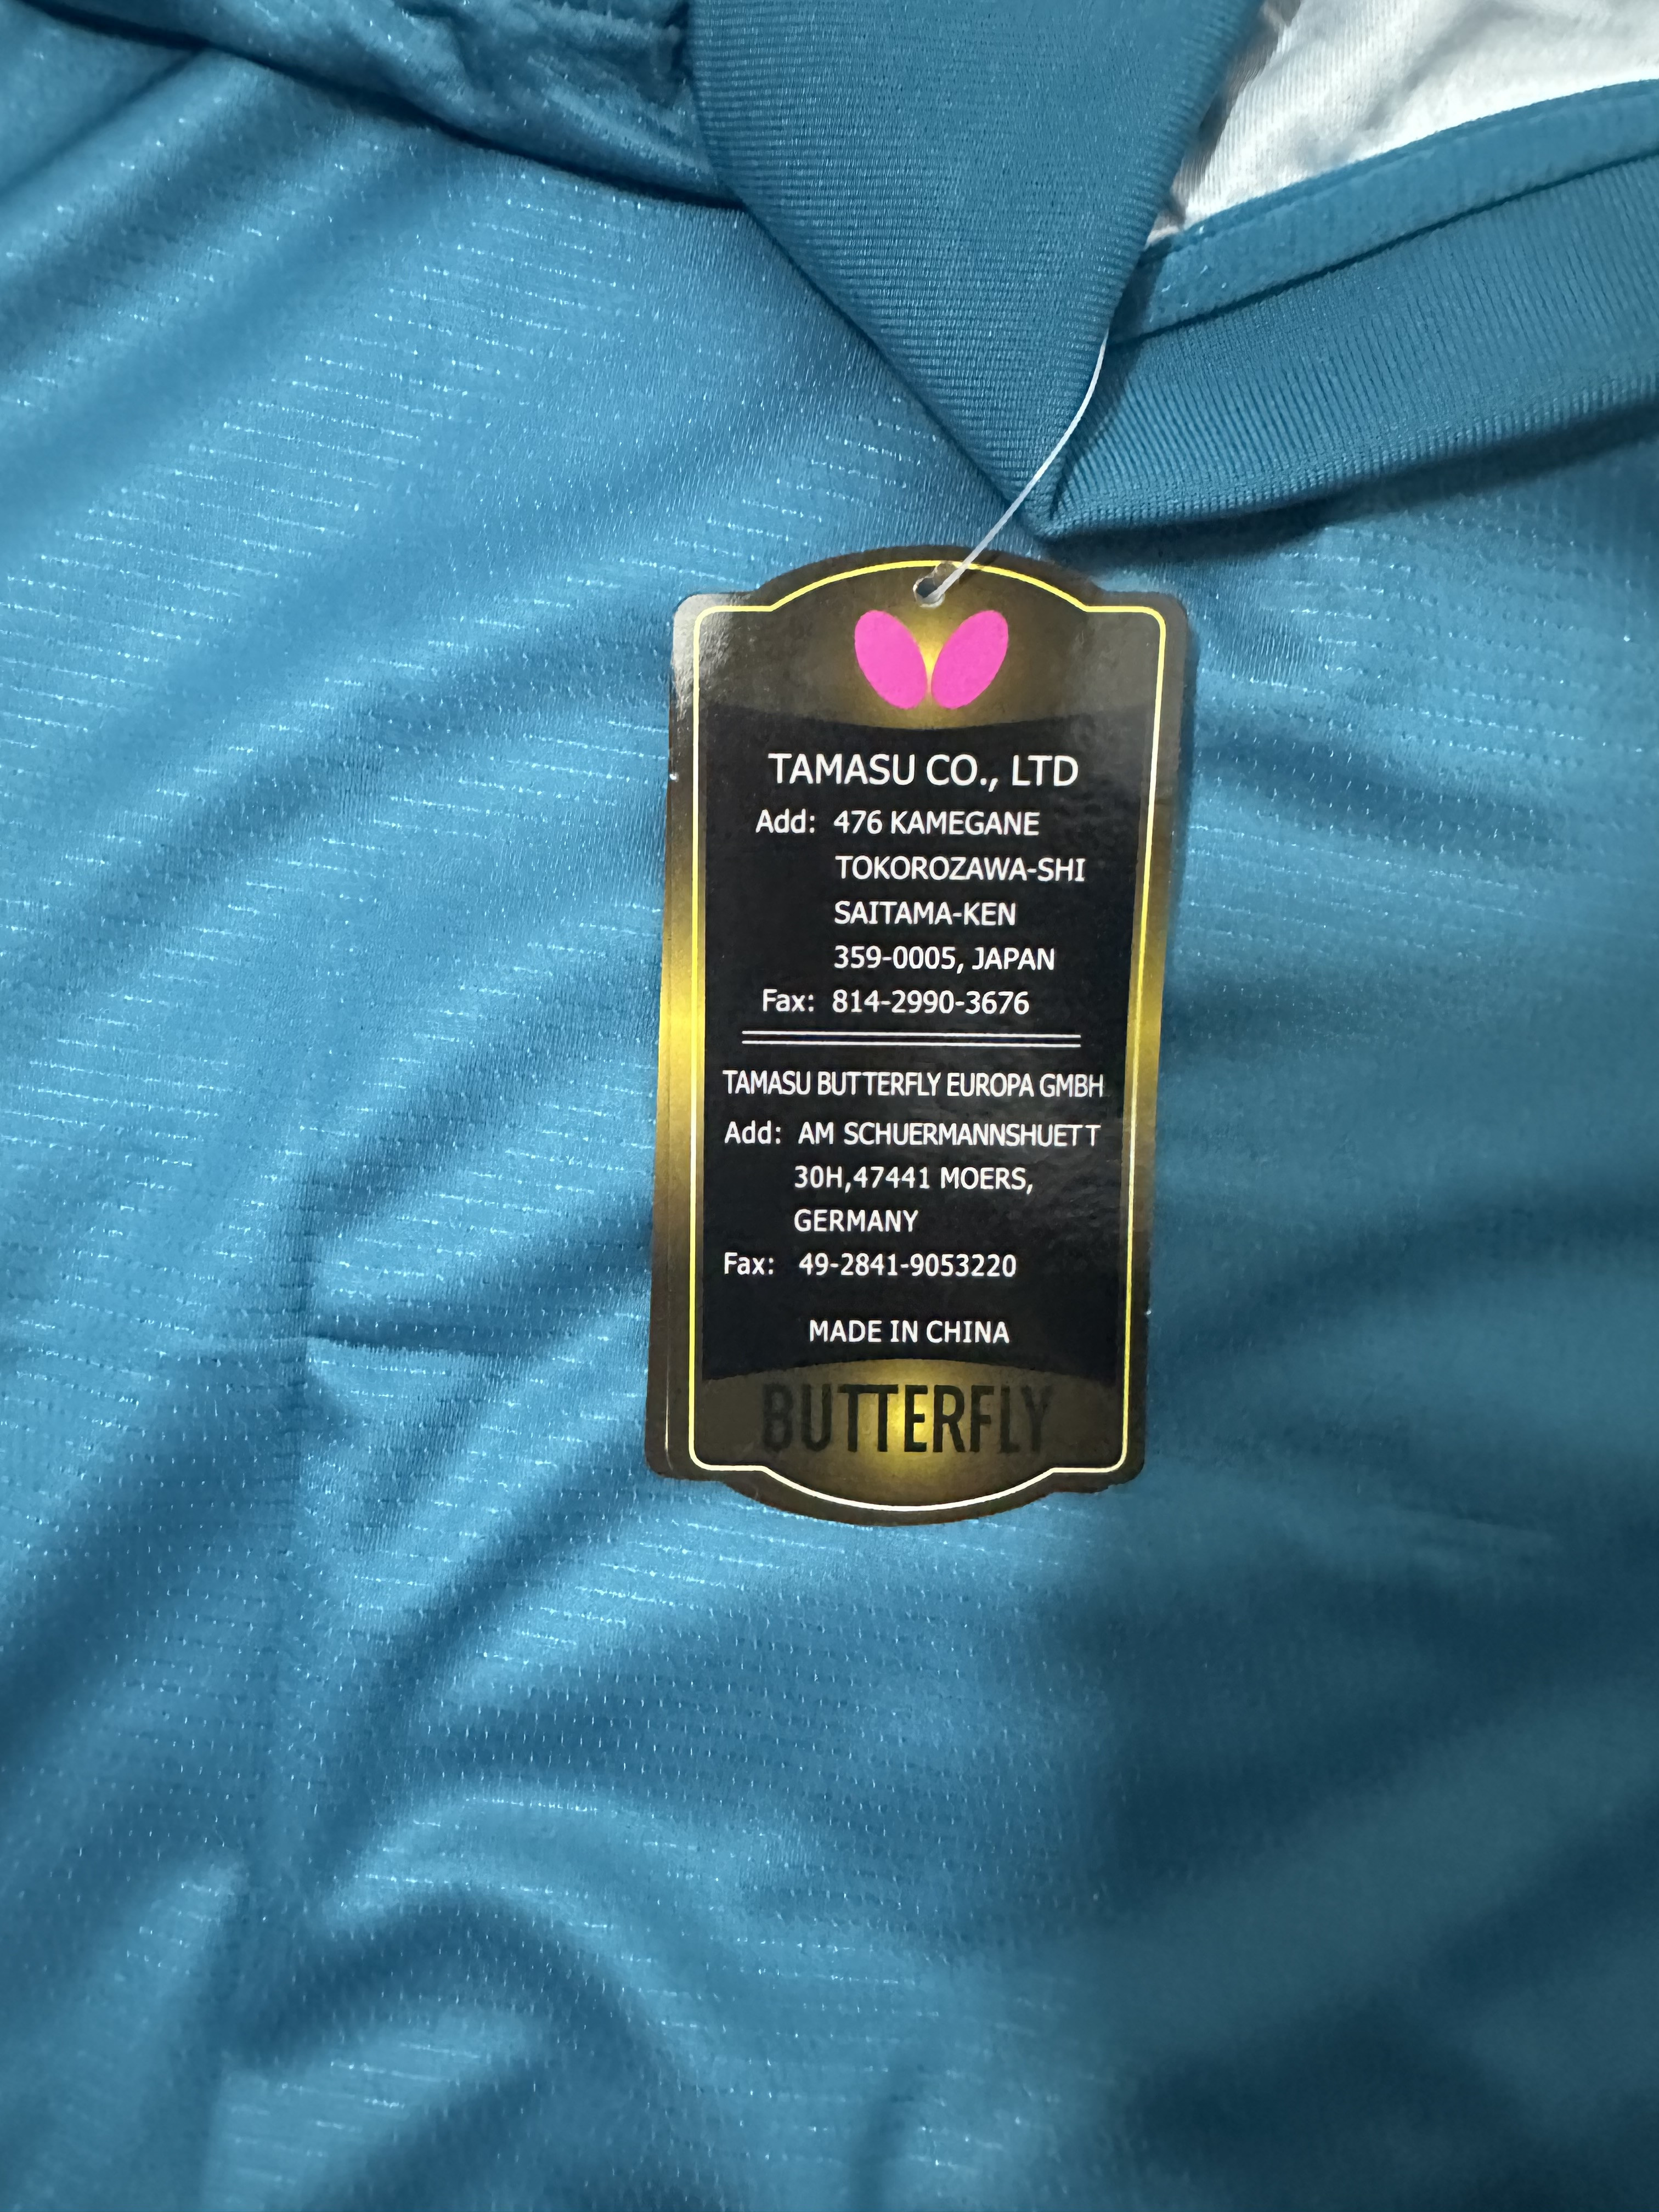 TAMASU CO., LTD
Add: 476 KAMEGANE
TOKOROZAWA-SHI
SAITAMA-KEN
359-0005, JAPAN
Fax: 814-2990-3676
TAMASU BUTTERFLY EUROPA GMBH
Add: AM SCHUERMANNSHUETT
30H,47441 MOERS,
GERMANY
Fax: 49-2841-9053220
MADE IN CHINA
BUTTERFLY